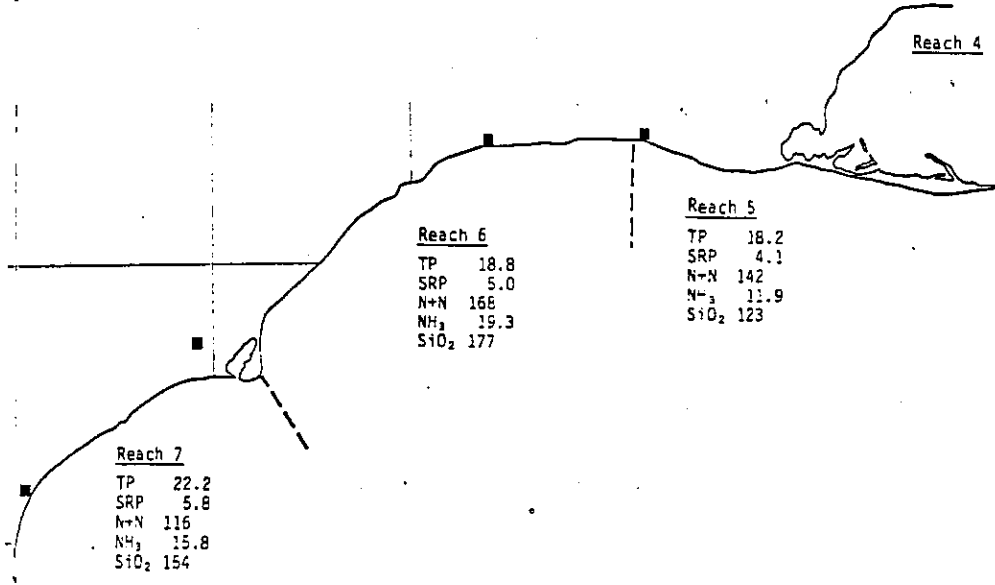 Reach 4
Reach 5
TP 18.2
SRP 4.1
N+N 142
NH₃ 11.9
SiO₂ 123
Reach 6
TP 18.8
SRP 5.0
N+N 168
NH₃ 19.3
SiO₂ 177
Reach 7
TP 22.2
SRP 5.8
N+N 116
NH₃ 15.8
SiO₂ 154